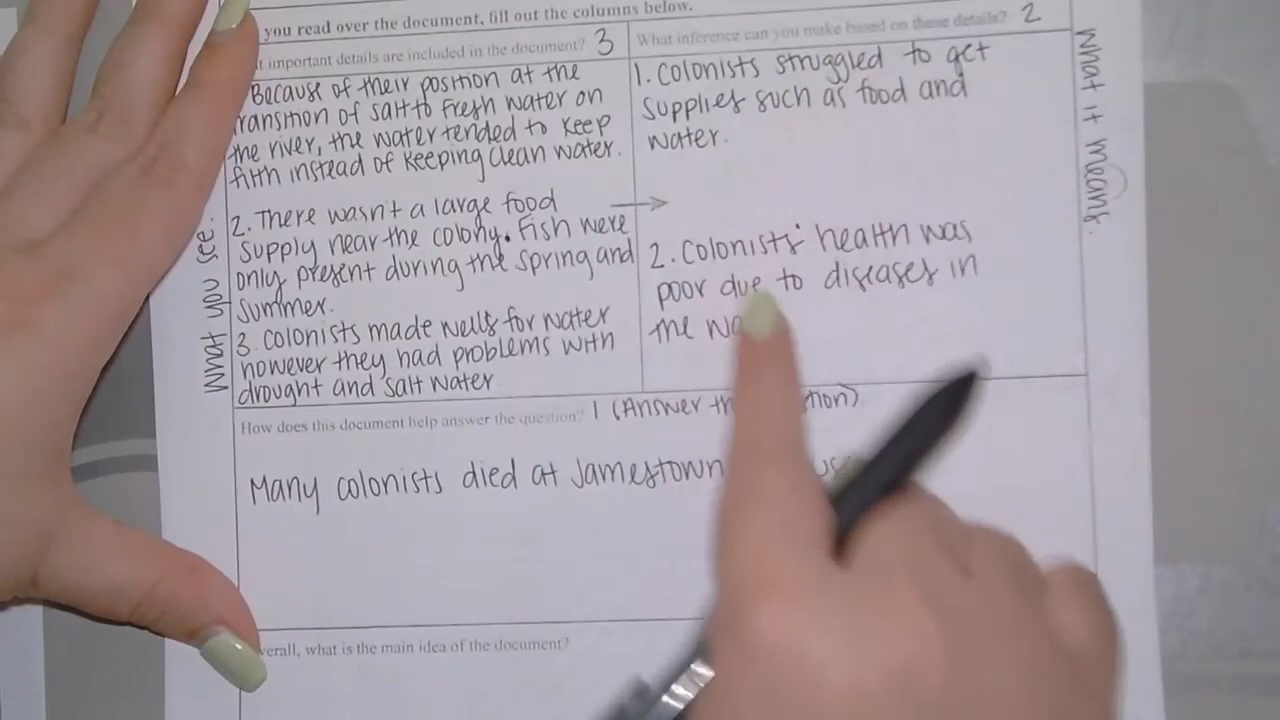 you read over the document, fill out the columns below.
important details are included in the document? 3
Because of their position at the
transition of salt to fresh water on
the river, the water tended to keep
filth instead of keeping clean water.
2. There wasn't a large food
supply near the colony. Fish were
only present during the spring and
summer.
3. colonists made wells for water
however they had problems with
drought and salt water
What you see.
What inference can you make based on these details? 2
1. Colonists struggled to get
supplies such as food and
water.
2. Colonists' health was
poor due to diseases in
the
What it means.
How does this document help answer the question? 1 (Answer
Many colonists died at Jamestown
what is the main idea of the document?